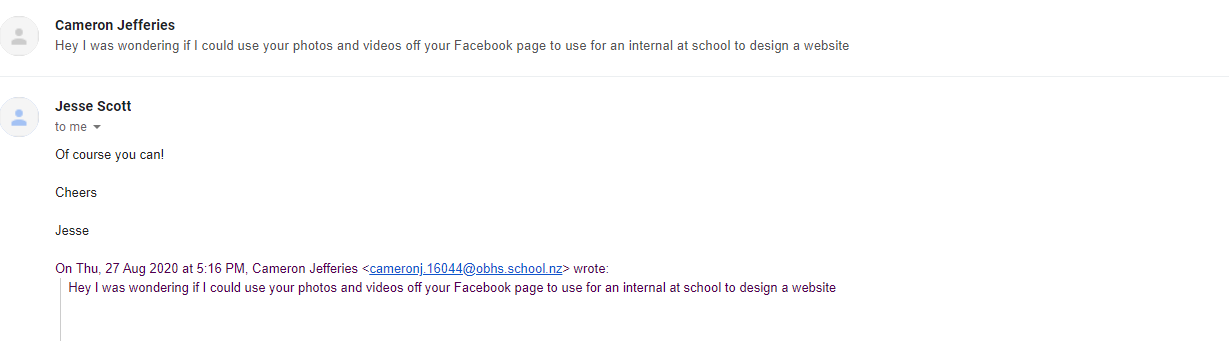 Cameron Jefferies
Hey I was wondering if I could use your photos and videos off your Facebook page to use for an internal at school to design a website
Jesse Scott
to me
Of course you can!
Cheers
Jesse
On Thu, 27 Aug 2020 at 5:16 PM, Cameron Jefferies <cameronj.16044@obhs.school.nz> wrote:
Hey I was wondering if I could use your photos and videos off your Facebook page to use for an internal at school to design a website